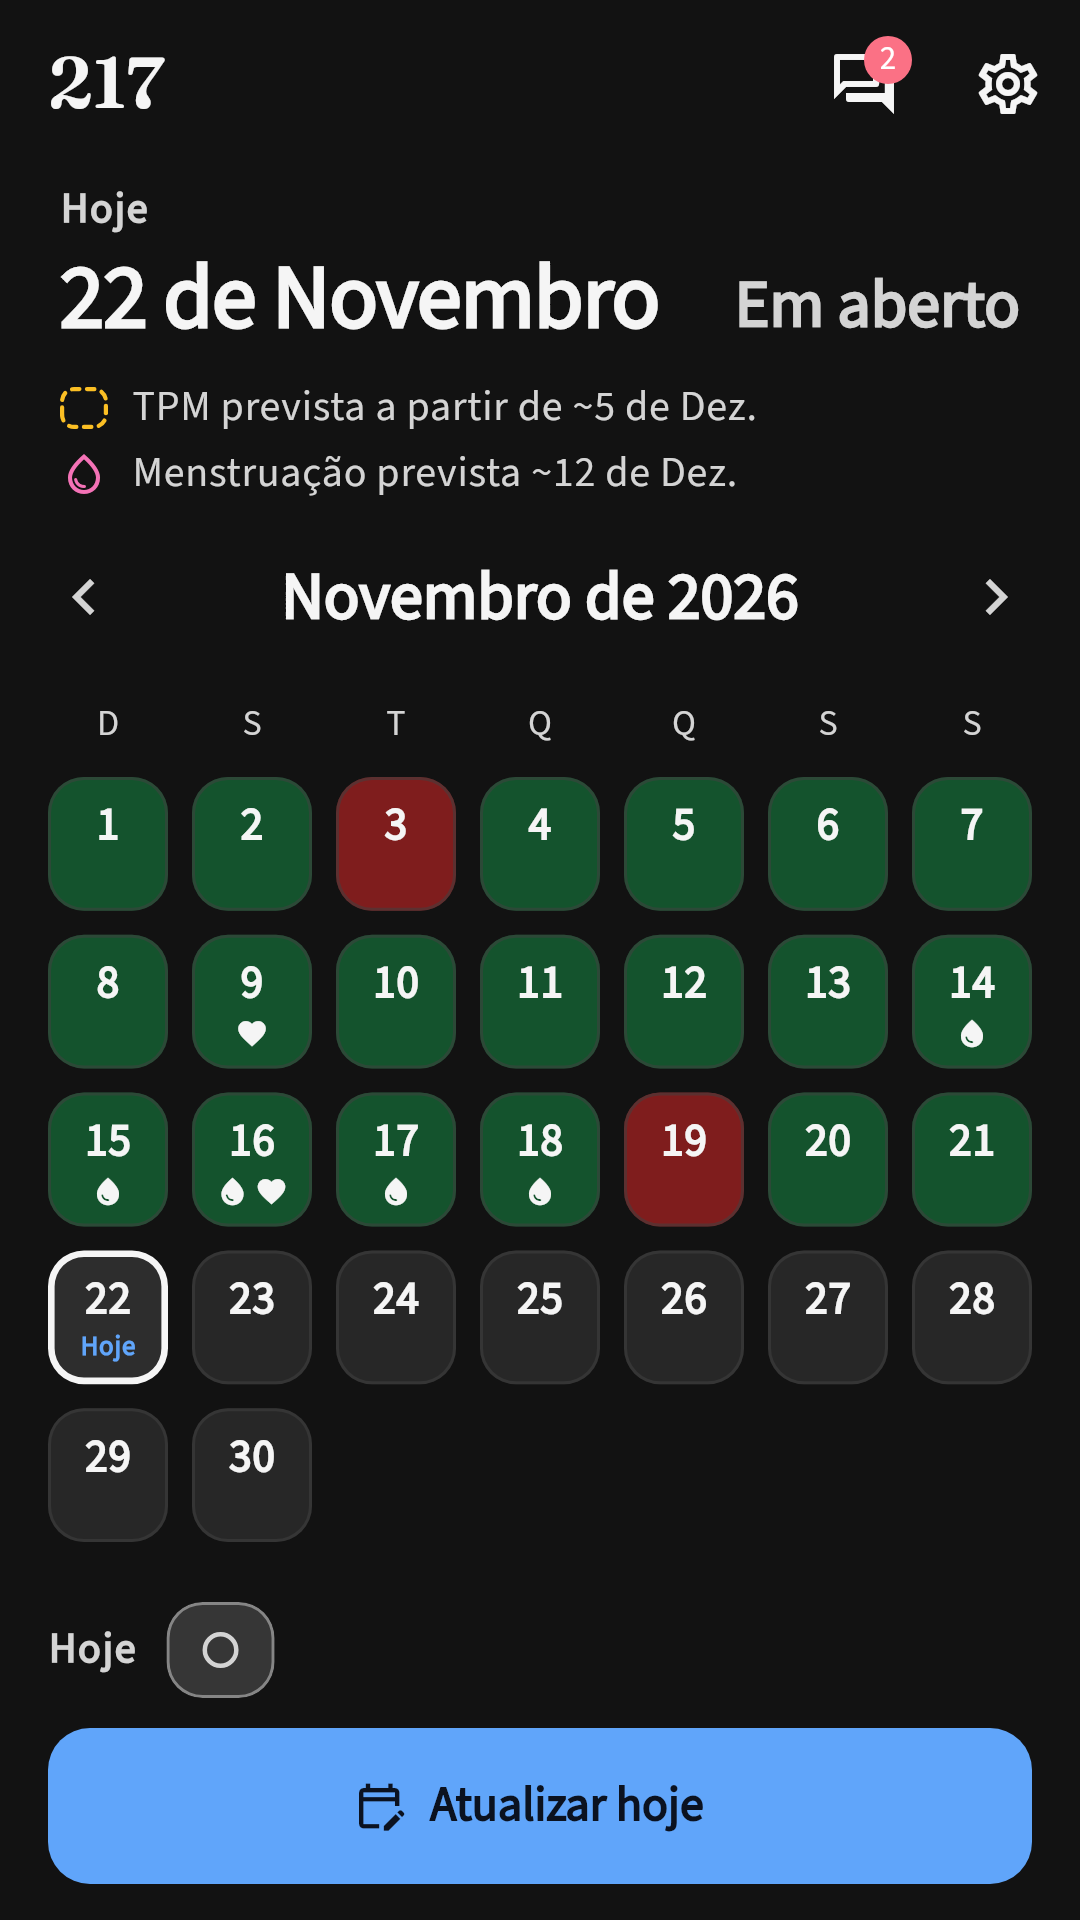 217
2
Hoje
22 de Novembro Em aberto
TPM prevista a partir de ~5 de Dez.
Menstruação prevista ~12 de Dez.
Novembro de 2026
D S T Q Q S S
1 2 3 4 5 6 7
8 9 10 11 12 13 14
15 16 17 18 19 20 21
22 23 24 25 26 27 28
Hoje
29 30
Hoje
Atualizar hoje